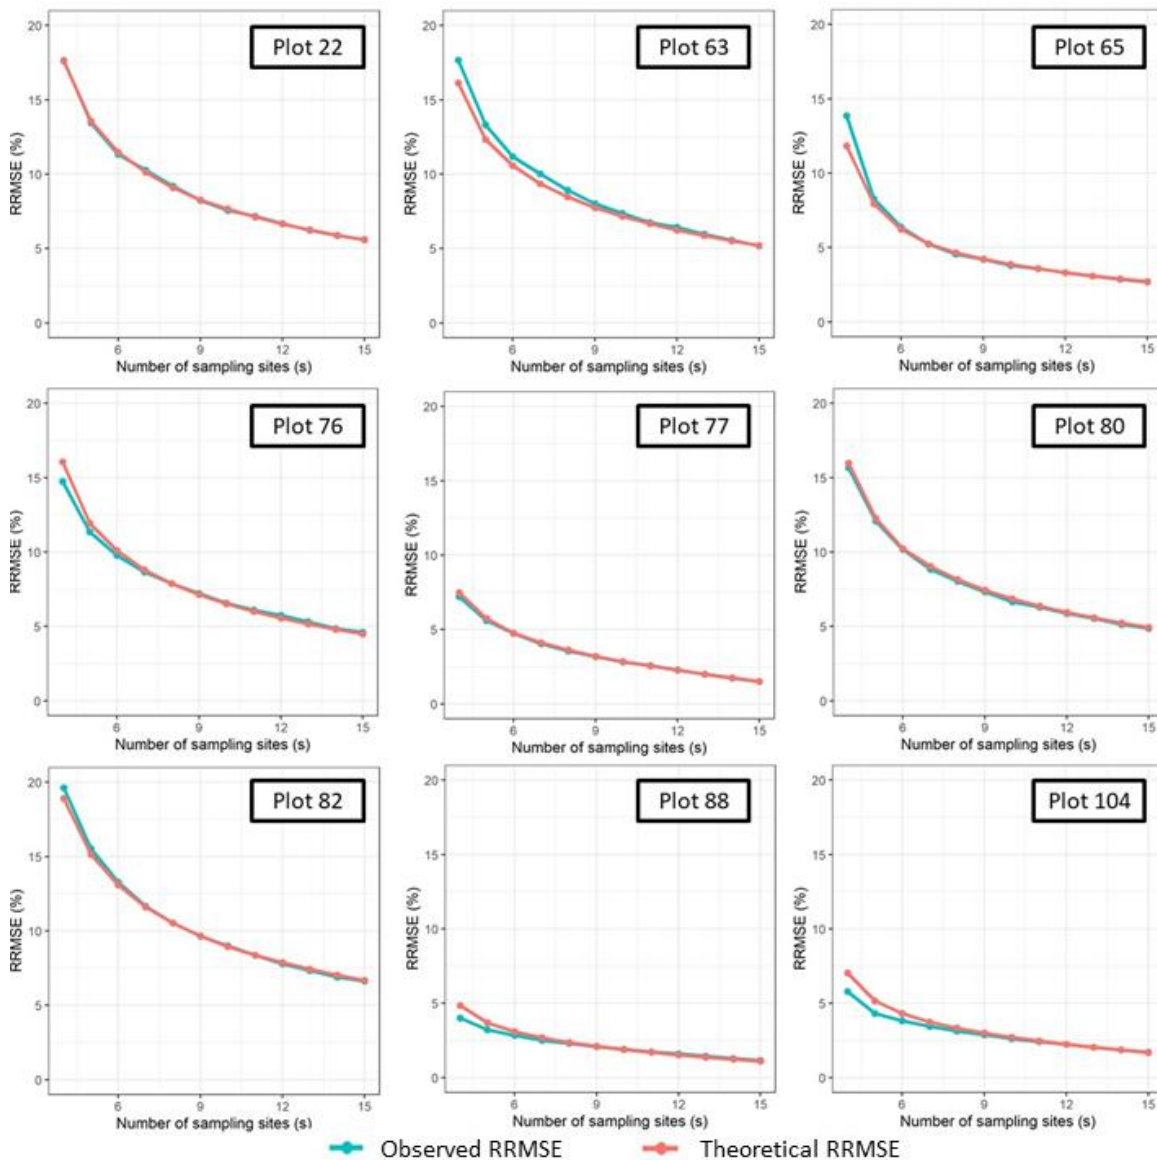 Plot 22
20
15
10
5
0
RRMSE (%)
6 9 12 15
Number of sampling sites (s)
Plot 63
20
15
10
5
0
RRMSE (%)
6 9 12 15
Number of sampling sites (s)
Plot 65
20
15
10
5
0
RRMSE (%)
6 9 12 15
Number of sampling sites (s)
Plot 76
20
15
10
5
0
RRMSE (%)
6 9 12 15
Number of sampling sites (s)
Plot 77
20
15
10
5
0
RRMSE (%)
6 9 12 15
Number of sampling sites (s)
Plot 80
20
15
10
5
0
RRMSE (%)
6 9 12 15
Number of sampling sites (s)
Plot 82
20
15
10
5
0
RRMSE (%)
6 9 12 15
Number of sampling sites (s)
Plot 88
20
15
10
5
0
RRMSE (%)
6 9 12 15
Number of sampling sites (s)
Plot 104
20
15
10
5
0
RRMSE (%)
6 9 12 15
Number of sampling sites (s)
Observed RRMSE Theoretical RRMSE